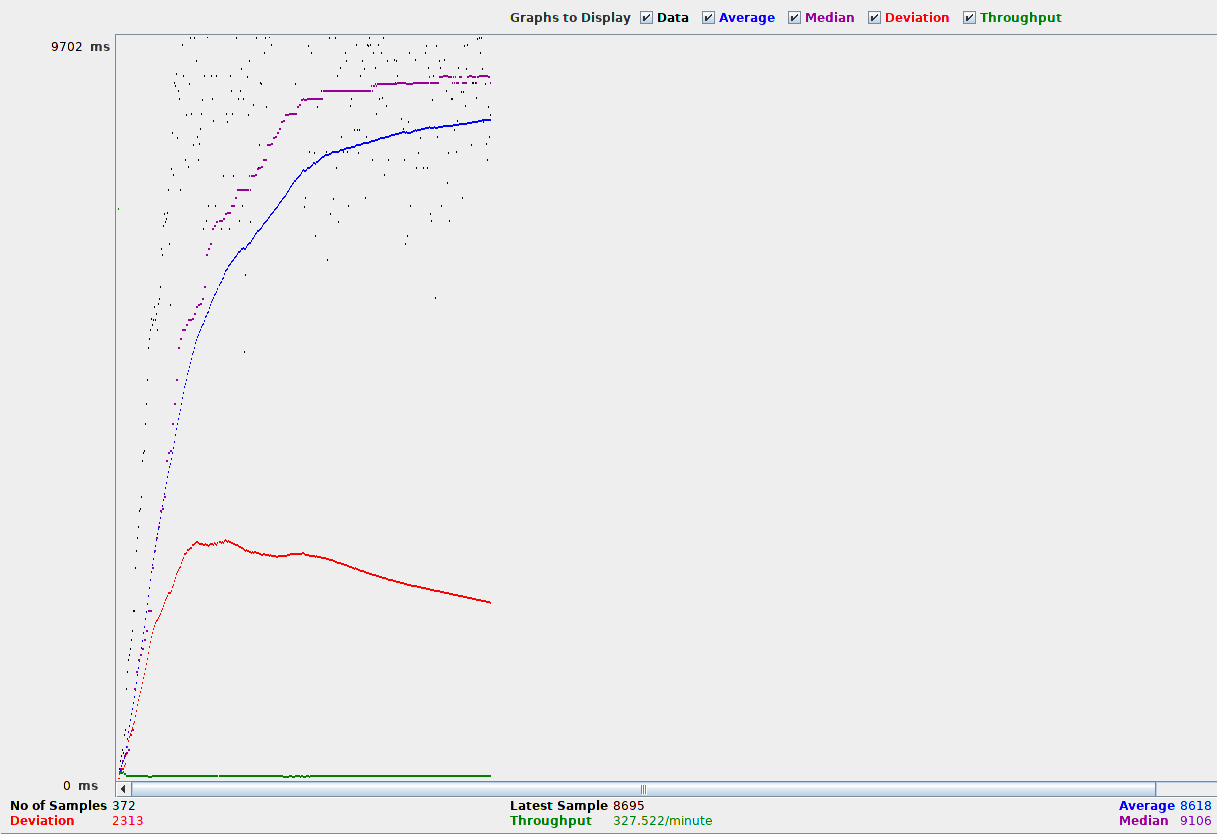 Graphs to Display Data Average Median Deviation Throughput
9702 ms
0 ms
No of Samples 372 Latest Sample 8695 Average 8618
Deviation 2313 Throughput 327.522/minute Median 9106